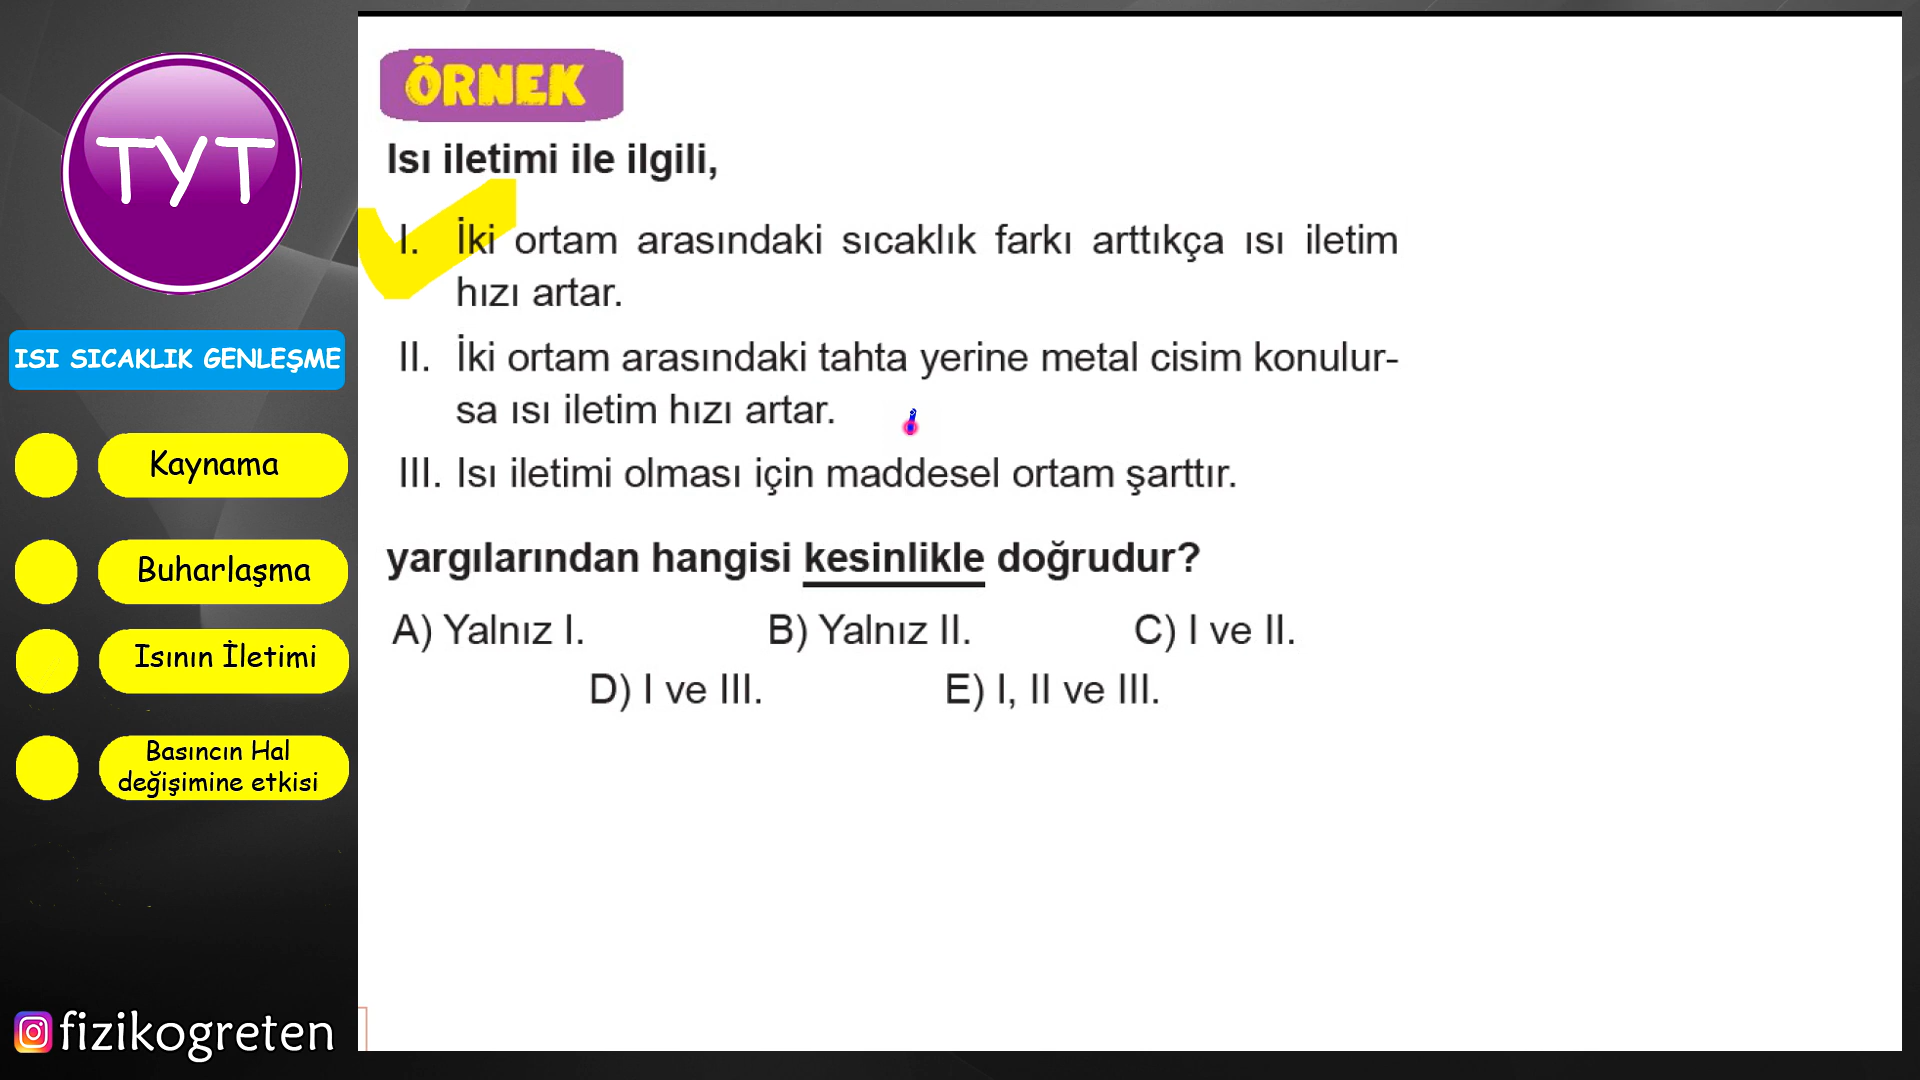 TYT
ISI SICAKLIK GENLEŞME
Kaynama
Buharlaşma
Isının İletimi
Basıncın Hal
değişimine etkisi
fizikogreten
ÖRNEK
Isı iletimi ile ilgili,
I. İki ortam arasındaki sıcaklık farkı arttıkça ısı iletim
hızı artar.
II. İki ortam arasındaki tahta yerine metal cisim konulur-
sa ısı iletim hızı artar.
III. Isı iletimi olması için maddesel ortam şarttır.
yargılarından hangisi kesinlikle doğrudur?
A) Yalnız I. B) Yalnız II. C) I ve II.
D) I ve III. E) I, II ve III.